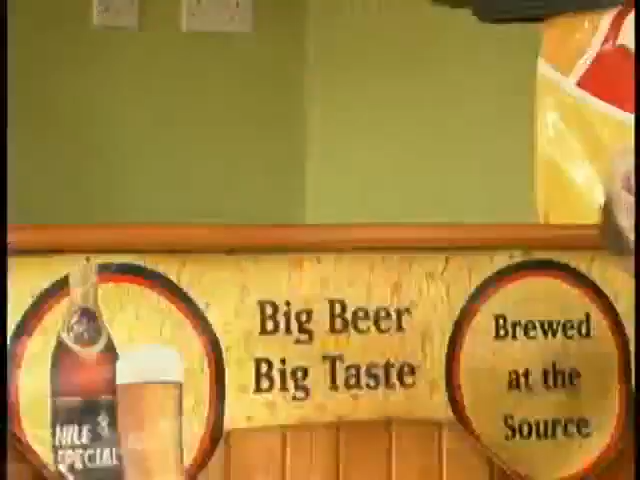 NILE
SPECIAL
Big Beer
Big Taste
Brewed
at the
Source